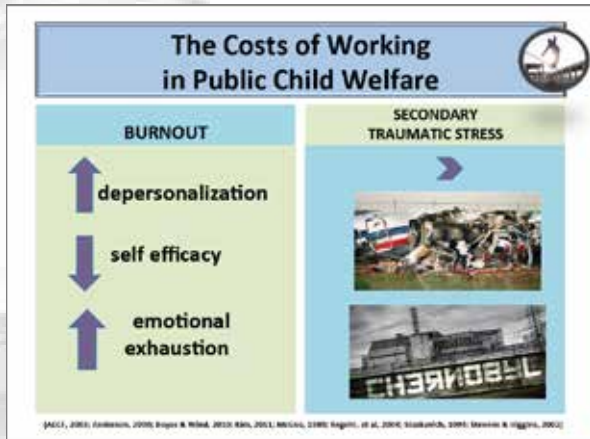 The Costs of Working
in Public Child Welfare
BURNOUT
depersonalization
self efficacy
emotional
exhaustion
SECONDARY
TRAUMATIC STRESS
CHERNOBYL